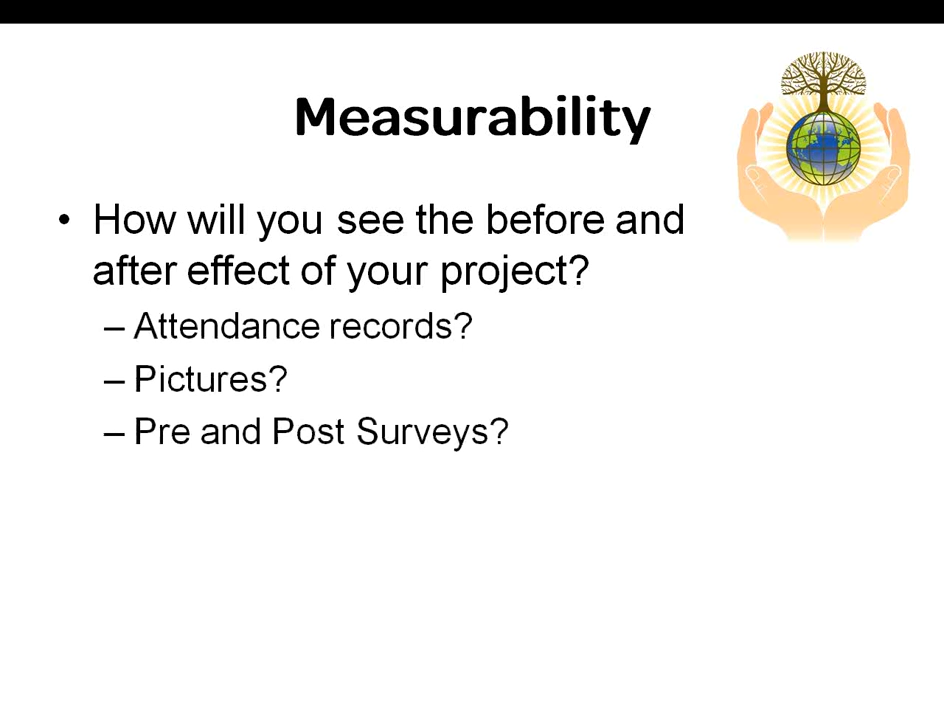 Measurability
• How will you see the before and
after effect of your project?
– Attendance records?
– Pictures?
– Pre and Post Surveys?